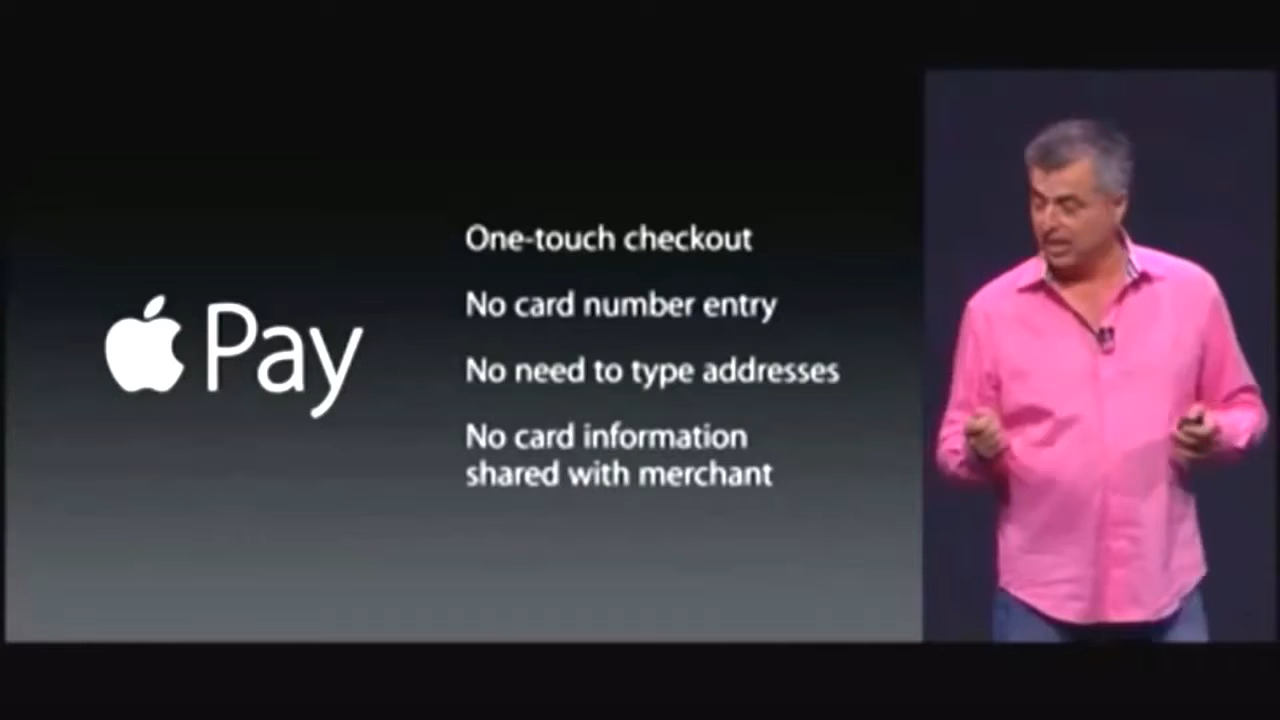 Pay
One-touch checkout
No card number entry
No need to type addresses
No card information
shared with merchant